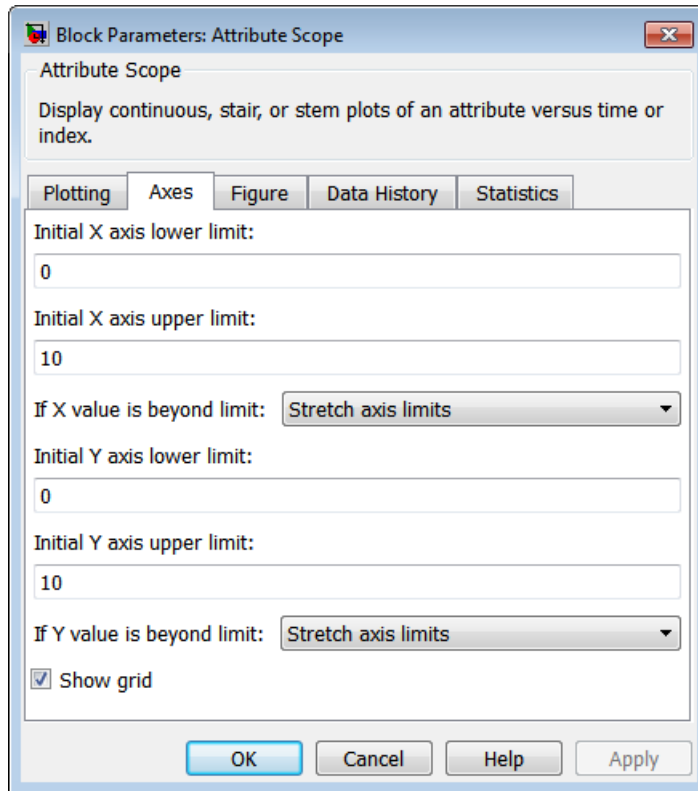 Block Parameters: Attribute Scope
Attribute Scope
Display continuous, stair, or stem plots of an attribute versus time or
index.
Plotting Axes Figure Data History Statistics
Initial X axis lower limit:
0
Initial X axis upper limit:
10
If X value is beyond limit: Stretch axis limits
Initial Y axis lower limit:
0
Initial Y axis upper limit:
10
If Y value is beyond limit: Stretch axis limits
Show grid
OK Cancel Help Apply